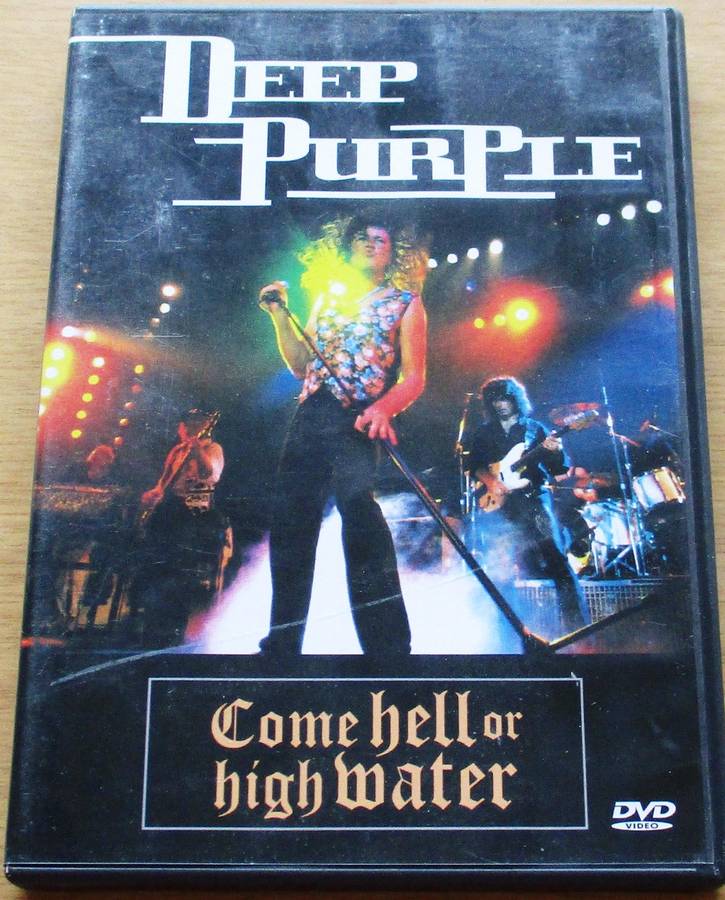 Deep
Purple
Come hell or
high water
DVD
VIDEO